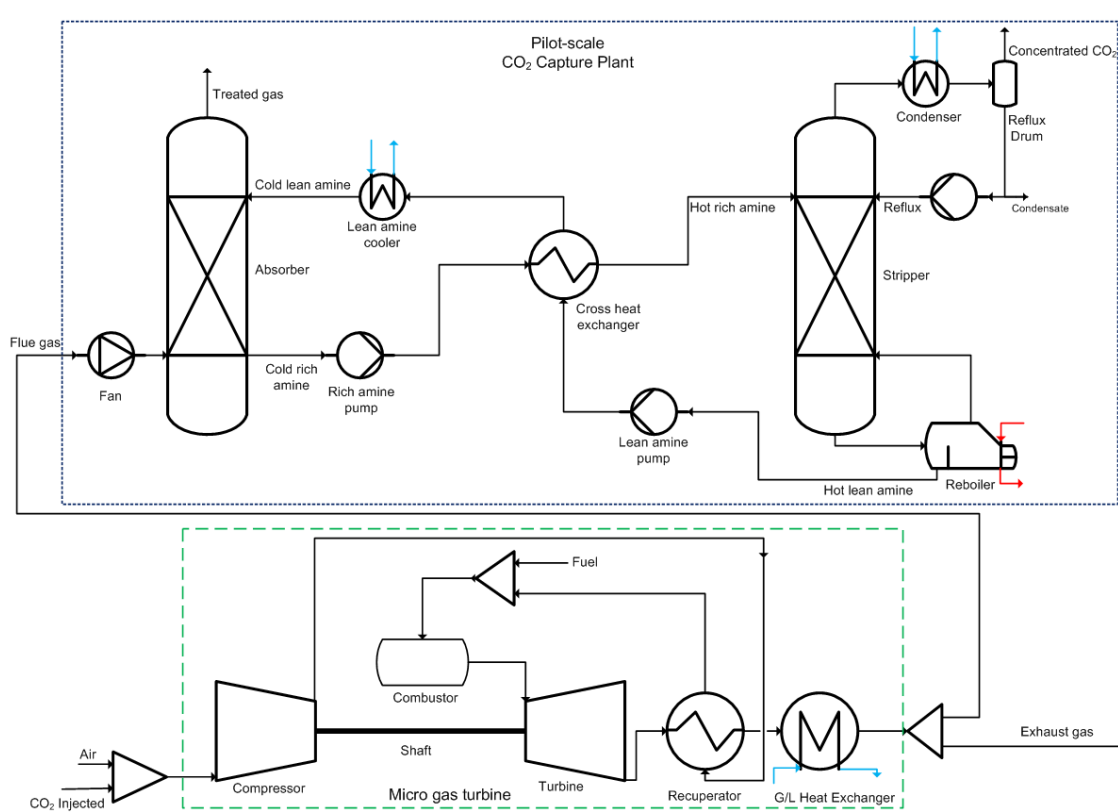 Pilot-scale
CO₂ Capture Plant
Concentrated CO₂
Treated gas
Condenser
Reflux
Drum
Cold lean amine
Hot rich amine
Reflux
Condensate
Lean amine
cooler
Absorber
Stripper
Cross heat
exchanger
Flue gas
Fan
Cold rich
amine
Rich amine
pump
Lean amine
pump
Hot lean amine
Reboiler
Fuel
Combustor
Air
Shaft
Exhaust gas
CO₂ Injected
Compressor
Turbine
Recuperator
G/L Heat Exchanger
Micro gas turbine